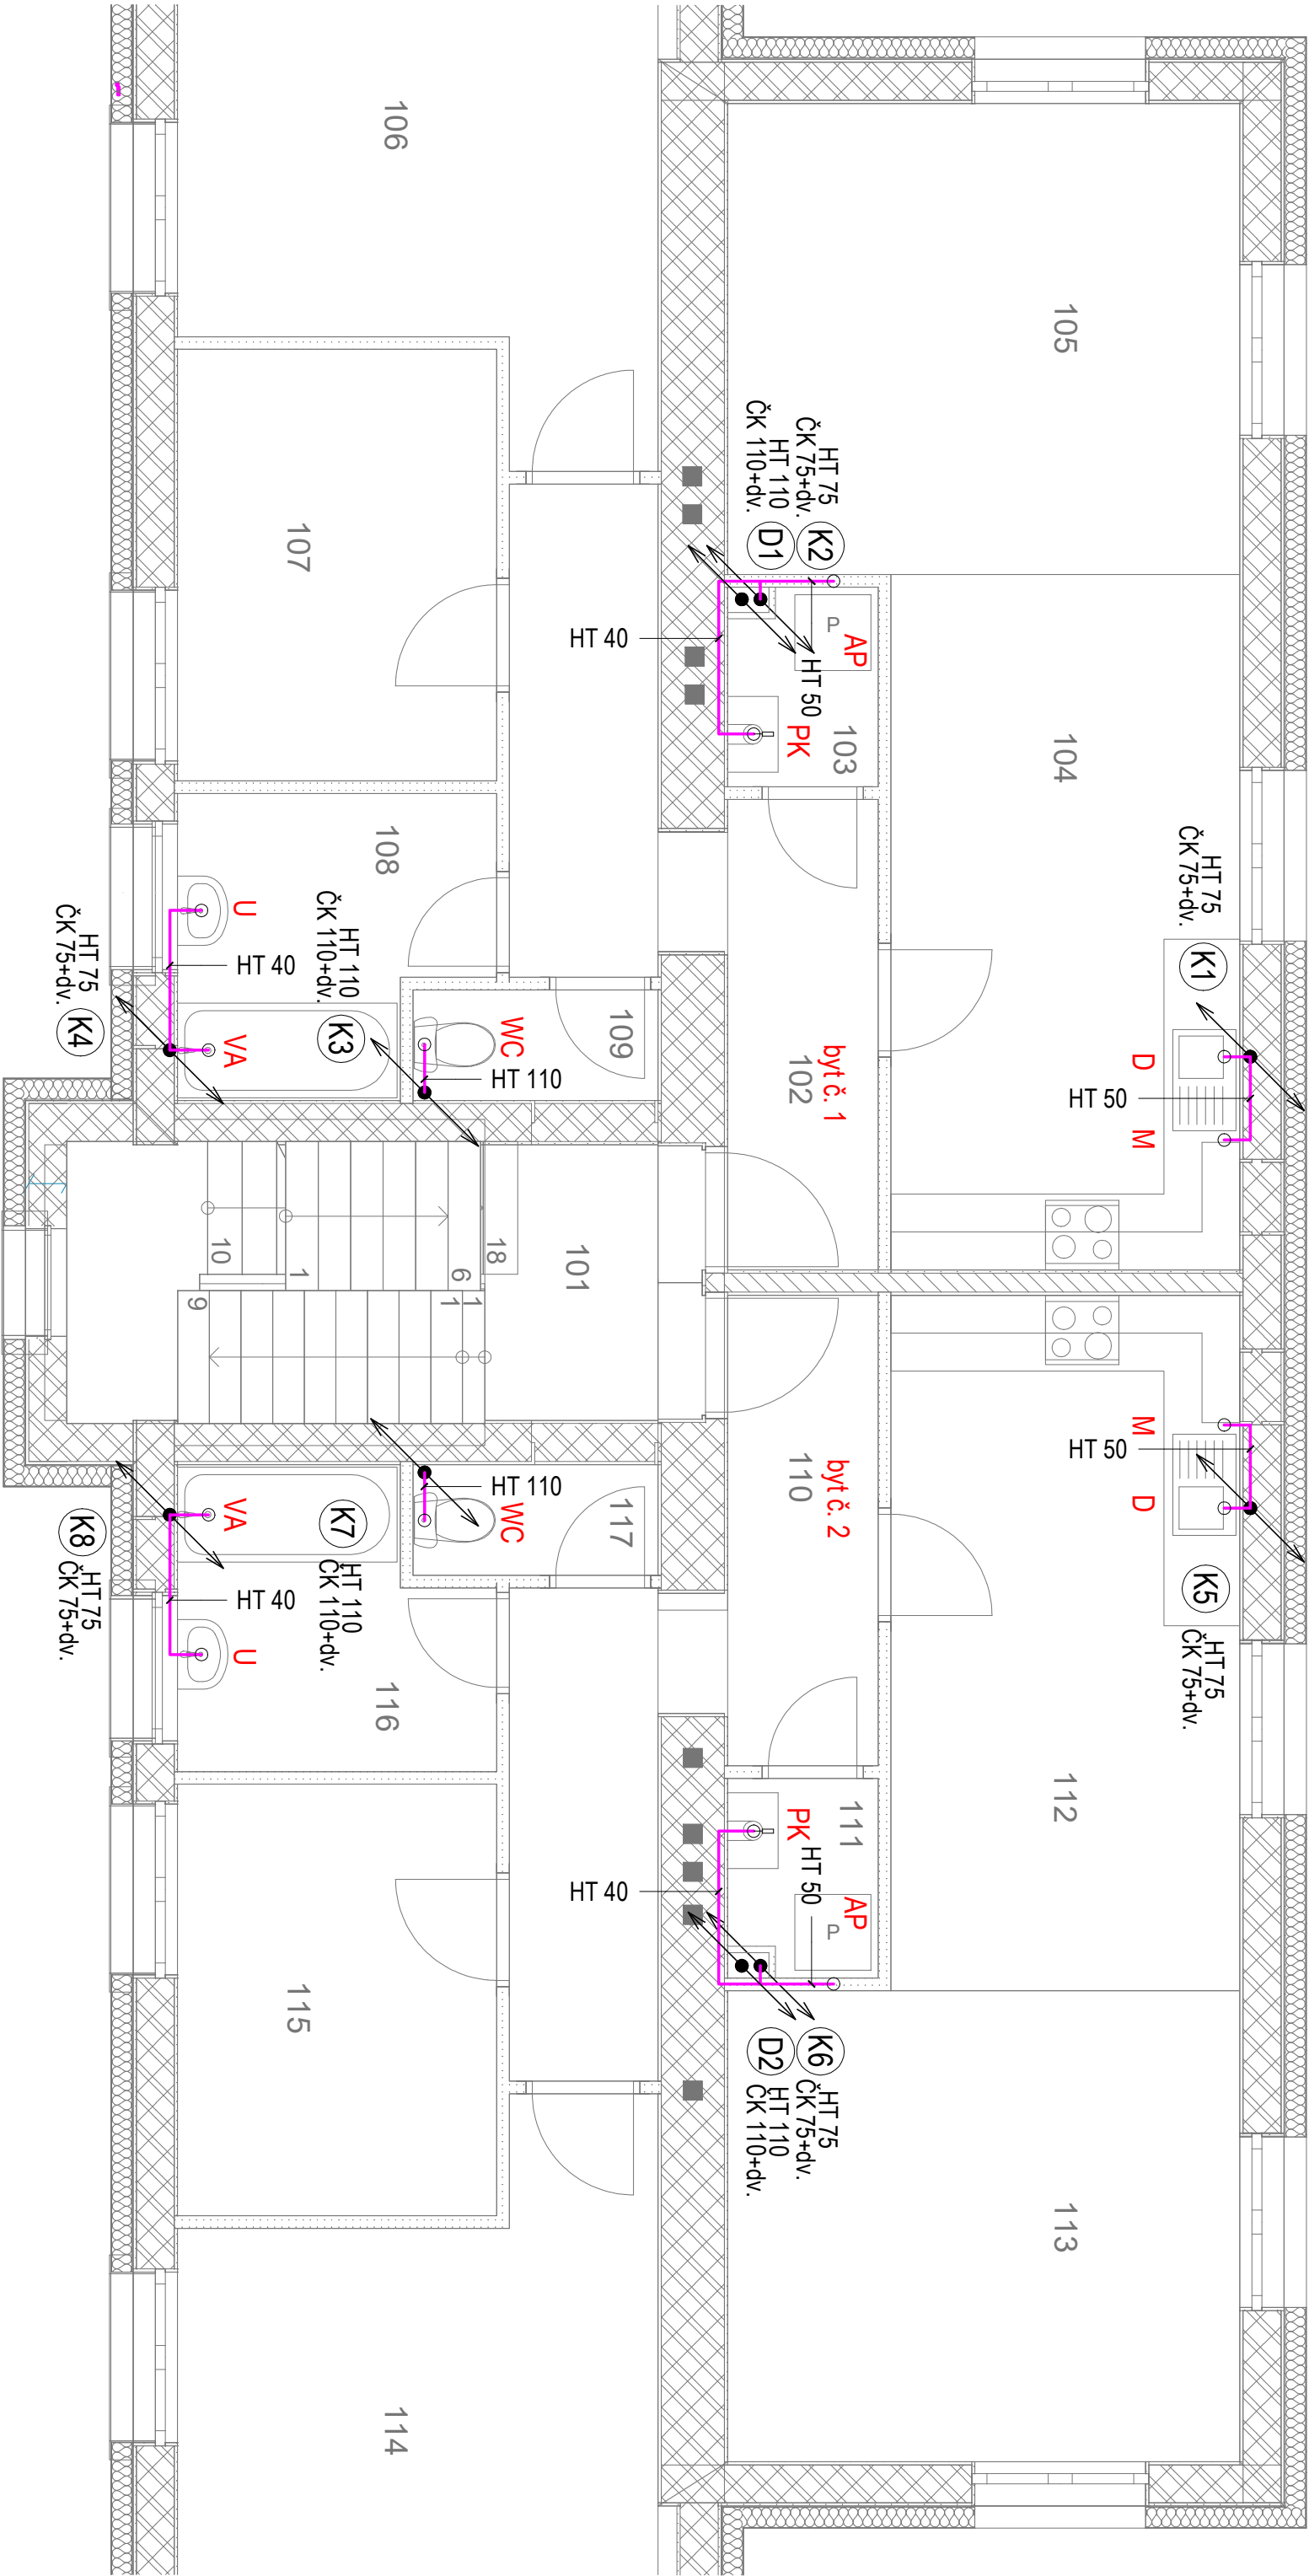 106
105
HT 75
ČK 75+dv.
K2
HT 110
ČK 110+dv.
D1
107
HT 40
P
AP
HT 50
PK
103
104
108
HT 75
ČK 75+dv.
K1
U
HT 40
HT 110
ČK 110+dv.
K3
HT 75
ČK 75+dv.
K4
VA
WC
109
HT 110
byt č. 1
102
D
HT 50
M
101
18
10
1
6
1
1
9
M
HT 50
D
byt č. 2
110
HT 110
WC
117
VA
K7
HT 110
ČK 110+dv.
K8
HT 75
ČK 75+dv.
HT 40
U
K5
HT 75
ČK 75+dv.
116
112
111
PK
HT 50
HT 40
AP
P
115
K6
HT 75
ČK 75+dv.
D2
HT 110
ČK 110+dv.
113
114